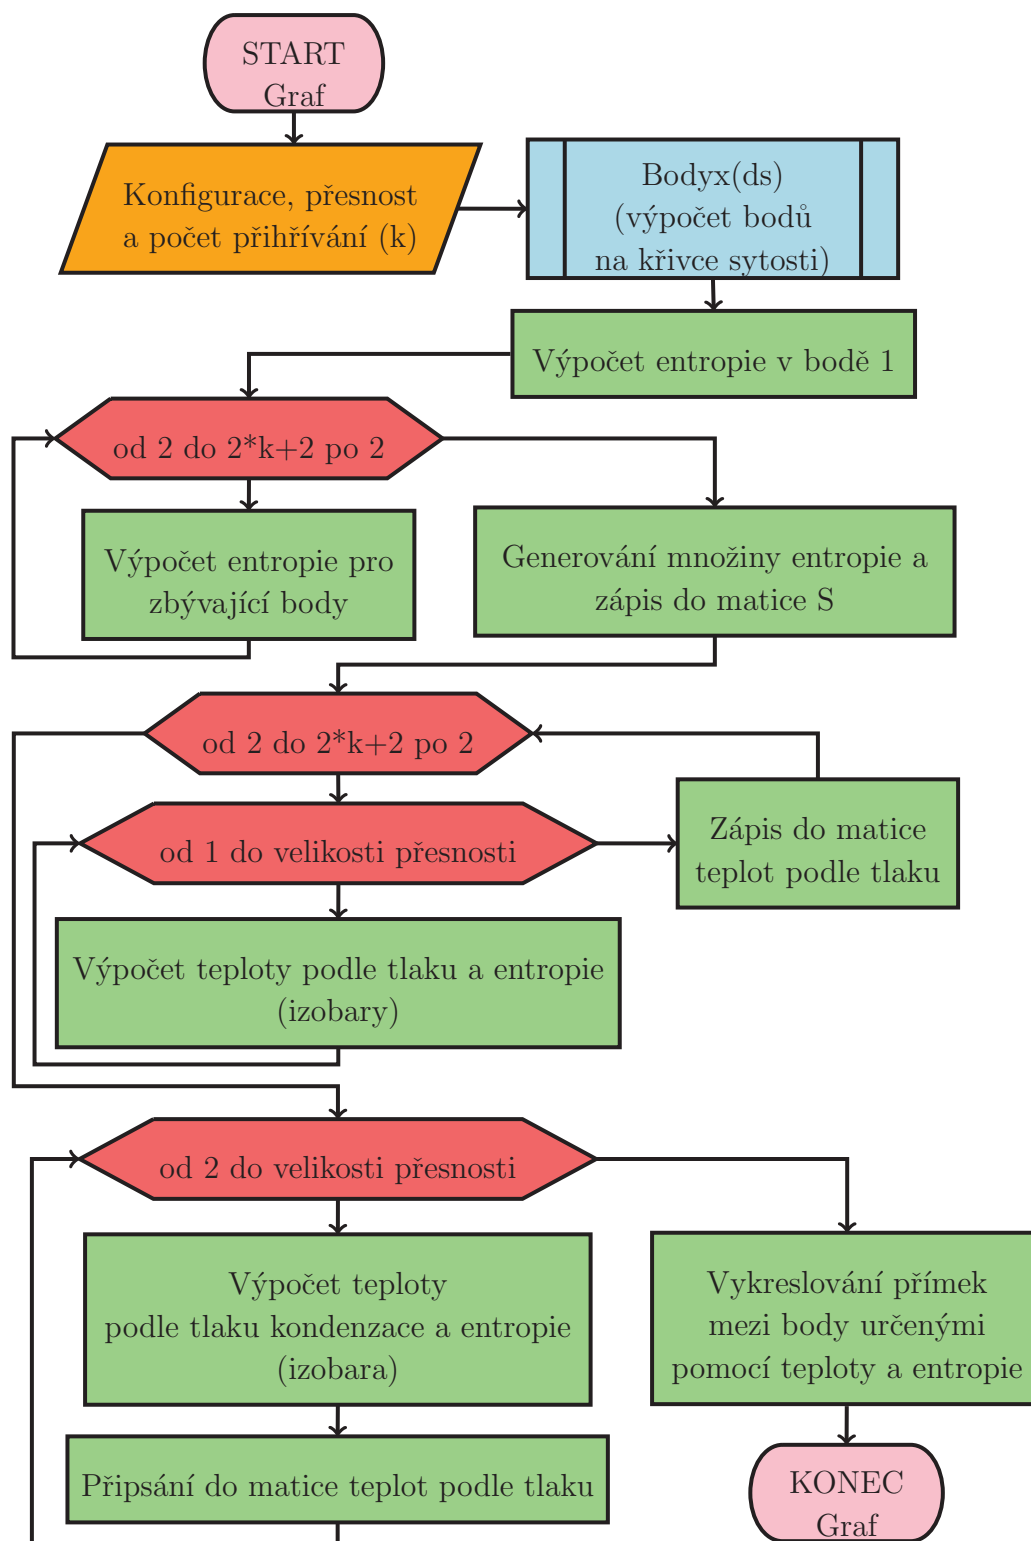 START
Graf
Konfigurace, přesnost
a počet přihřívání (k)
Bodyx(ds)
(výpočet bodů
na křivce sytosti)
Výpočet entropie v bodě 1
od 2 do 2*k+2 po 2
Výpočet entropie pro
zbývající body
Generování množiny entropie a
zápis do matice S
od 2 do 2*k+2 po 2
od 1 do velikosti přesnosti
Zápis do matice
teplot podle tlaku
Výpočet teploty podle tlaku a entropie
(izobary)
od 2 do velikosti přesnosti
Výpočet teploty
podle tlaku kondenzace a entropie
(izobara)
Vykreslování přímek
mezi body určenými
pomocí teploty a entropie
Připsání do matice teplot podle tlaku
KONEC
Graf